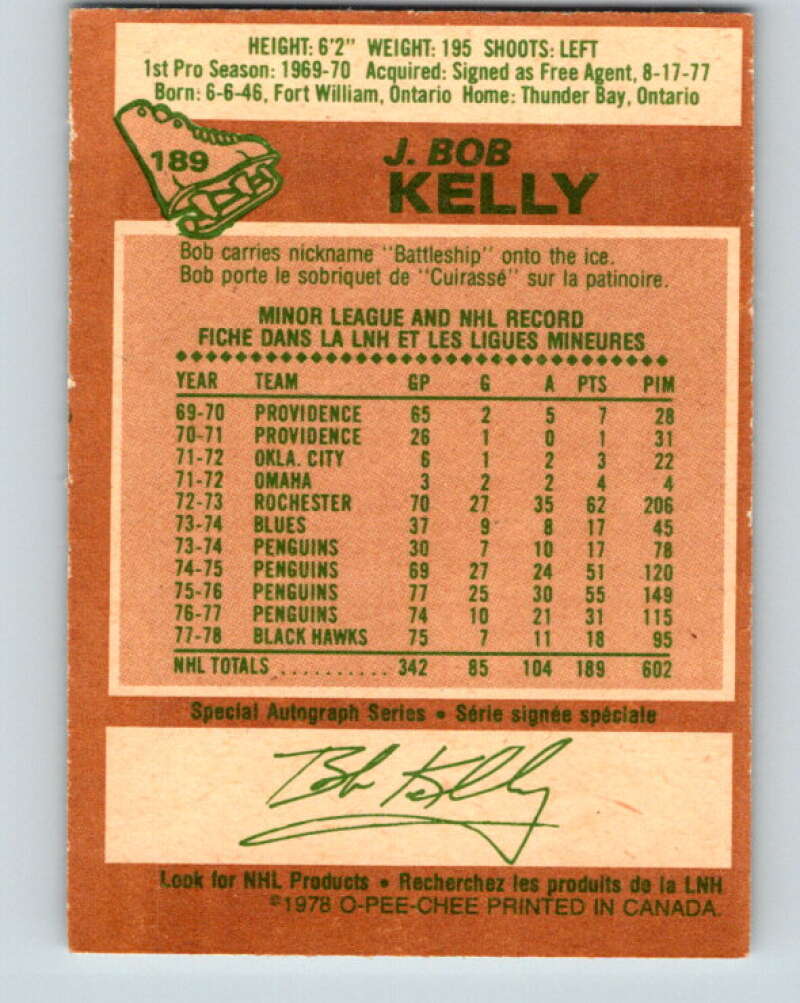 HEIGHT: 6'2" WEIGHT: 195 SHOOTS: LEFT
1st Pro Season: 1969-70 Acquired: Signed as Free Agent, 8-17-77
Born: 6-6-46, Fort William, Ontario Home: Thunder Bay, Ontario
189
J. BOB
KELLY
Bob carries nickname "Battleship" onto the ice.
Bob porte le sobriquet de "Cuirassé" sur la patinoire.
MINOR LEAGUE AND NHL RECORD
FICHE DANS LA LNH ET LES LIGUES MINEURES
YEAR TEAM GP G A PTS PIM
69-70 PROVIDENCE 65 2 5 7 28
70-71 PROVIDENCE 26 1 0 1 31
71-72 OKLA. CITY 6 1 2 3 22
71-72 OMAHA 3 2 2 4 4
72-73 ROCHESTER 70 27 35 62 206
73-74 BLUES 37 9 8 17 45
73-74 PENGUINS 30 7 10 17 78
74-75 PENGUINS 69 27 24 51 120
75-76 PENGUINS 77 25 30 55 149
76-77 PENGUINS 74 10 21 31 115
77-78 BLACK HAWKS 75 7 11 18 95
NHL TOTALS .......... 342 85 104 189 602
Special Autograph Series • Série signée spéciale
Bob Kelly
Look for NHL Products • Recherchez les produits de la LNH
©1978 O-PEE-CHEE PRINTED IN CANADA.